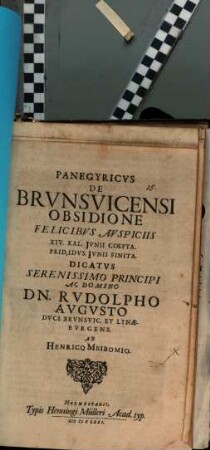 PANEGYRICVS
DE
BRVNSVICENSI
OBSIDIONE
FELICIBVS AVSPICIIS
XIV. KAL. JVNII COEPTA.
PRID. IDVS. JVNII FINITA.
DICATVS
SERENISSIMO PRINCIPI
AC DOMINO
DN. RVDOLPHO
AVGVSTO
DVCI BRVNSVIC. ET LVNÆ-
BVRGENS.
AB
HENRICO MEIBOMIO.
HELMESTADII,
Typis Henningi Mülleri Acad. typ.